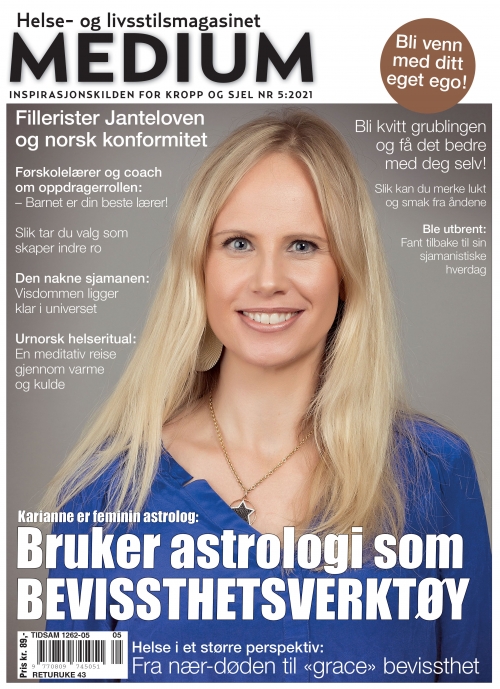 Helse- og livsstilsmagasinet
MEDIUM
INSPIRASJONSKILDEN FOR KROPP OG SJEL NR 5:2021
Bli venn
med ditt
eget ego!
Fillerister Janteloven
og norsk konformitet
Førskolelærer og coach
om oppdragerrollen:
– Barnet er din beste lærer!
Slik tar du valg som
skaper indre ro
Den nakne sjamanen:
Visdommen ligger
klar i universet
Urnorsk helseritual:
En meditativ reise
gjennom varme
og kulde
Bli kvitt grublingen
og få det bedre
med deg selv!
Slik kan du merke lukt
og smak fra åndene
Ble utbrent:
Fant tilbake til sin
sjamanistiske
hverdag
Karianne er feminin astrolog:
Bruker astrologi som
BEVISSTHETSVERKTØY
Pris kr. 89,-
TIDSAM 1262-05
05
9 770809 745051
RETURUKE 43
Helse i et større perspektiv:
Fra nær-døden til «grace» bevissthet